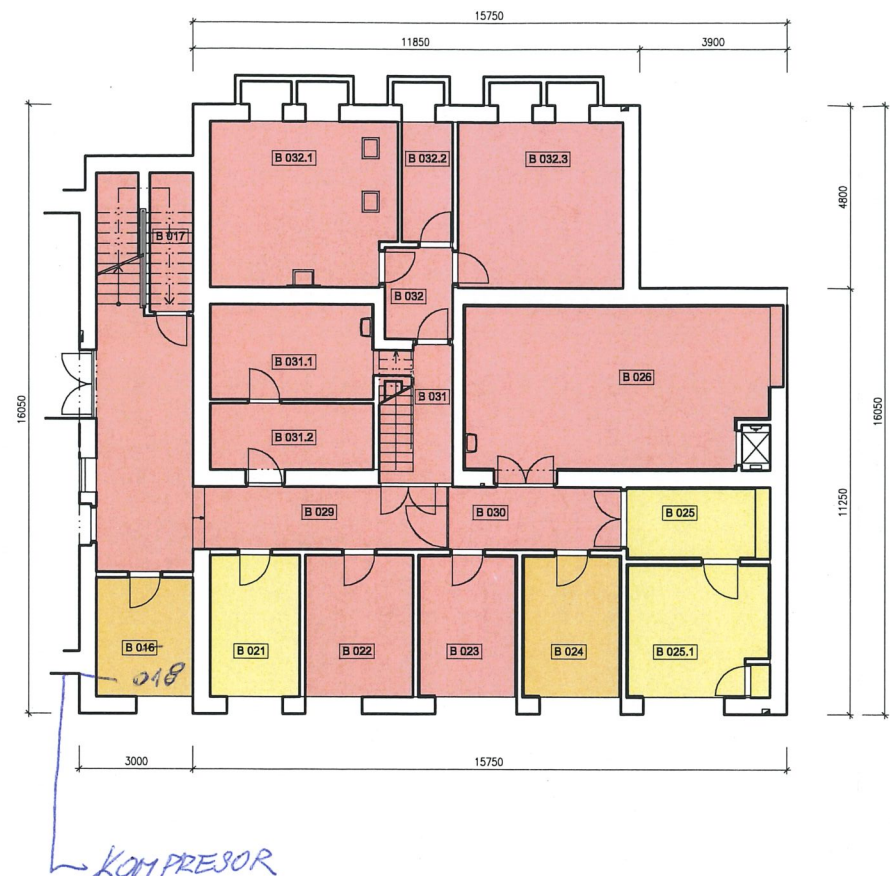 15750
11850 3900
B 032.1 B 032.2 B 032.3
4800
B 017
B 032
B 031.1
B 026
B 031
16050
16050
B 031.2
B 029 B 030 B 025
11250
B 016 B 021 B 022 B 023 B 024 B 025.1
018
3000 15750
KOMPRESOR